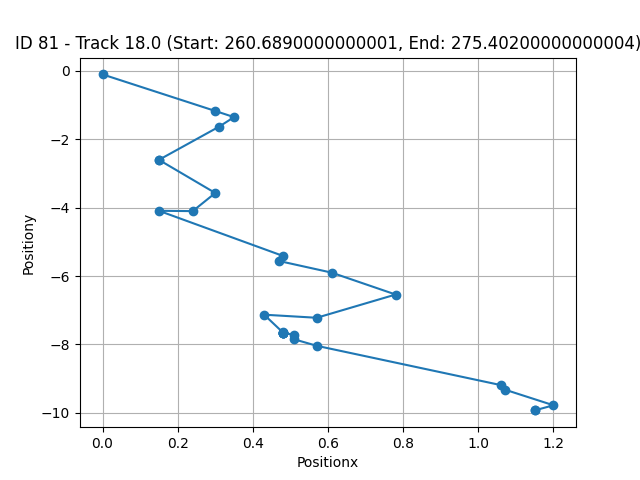 ID 81 - Track 18.0 (Start: 260.6890000000001, End: 275.40200000000004)
0
−2
−4
−6
−8
−10
Positiony
0.0 0.2 0.4 0.6 0.8 1.0 1.2
Positionx